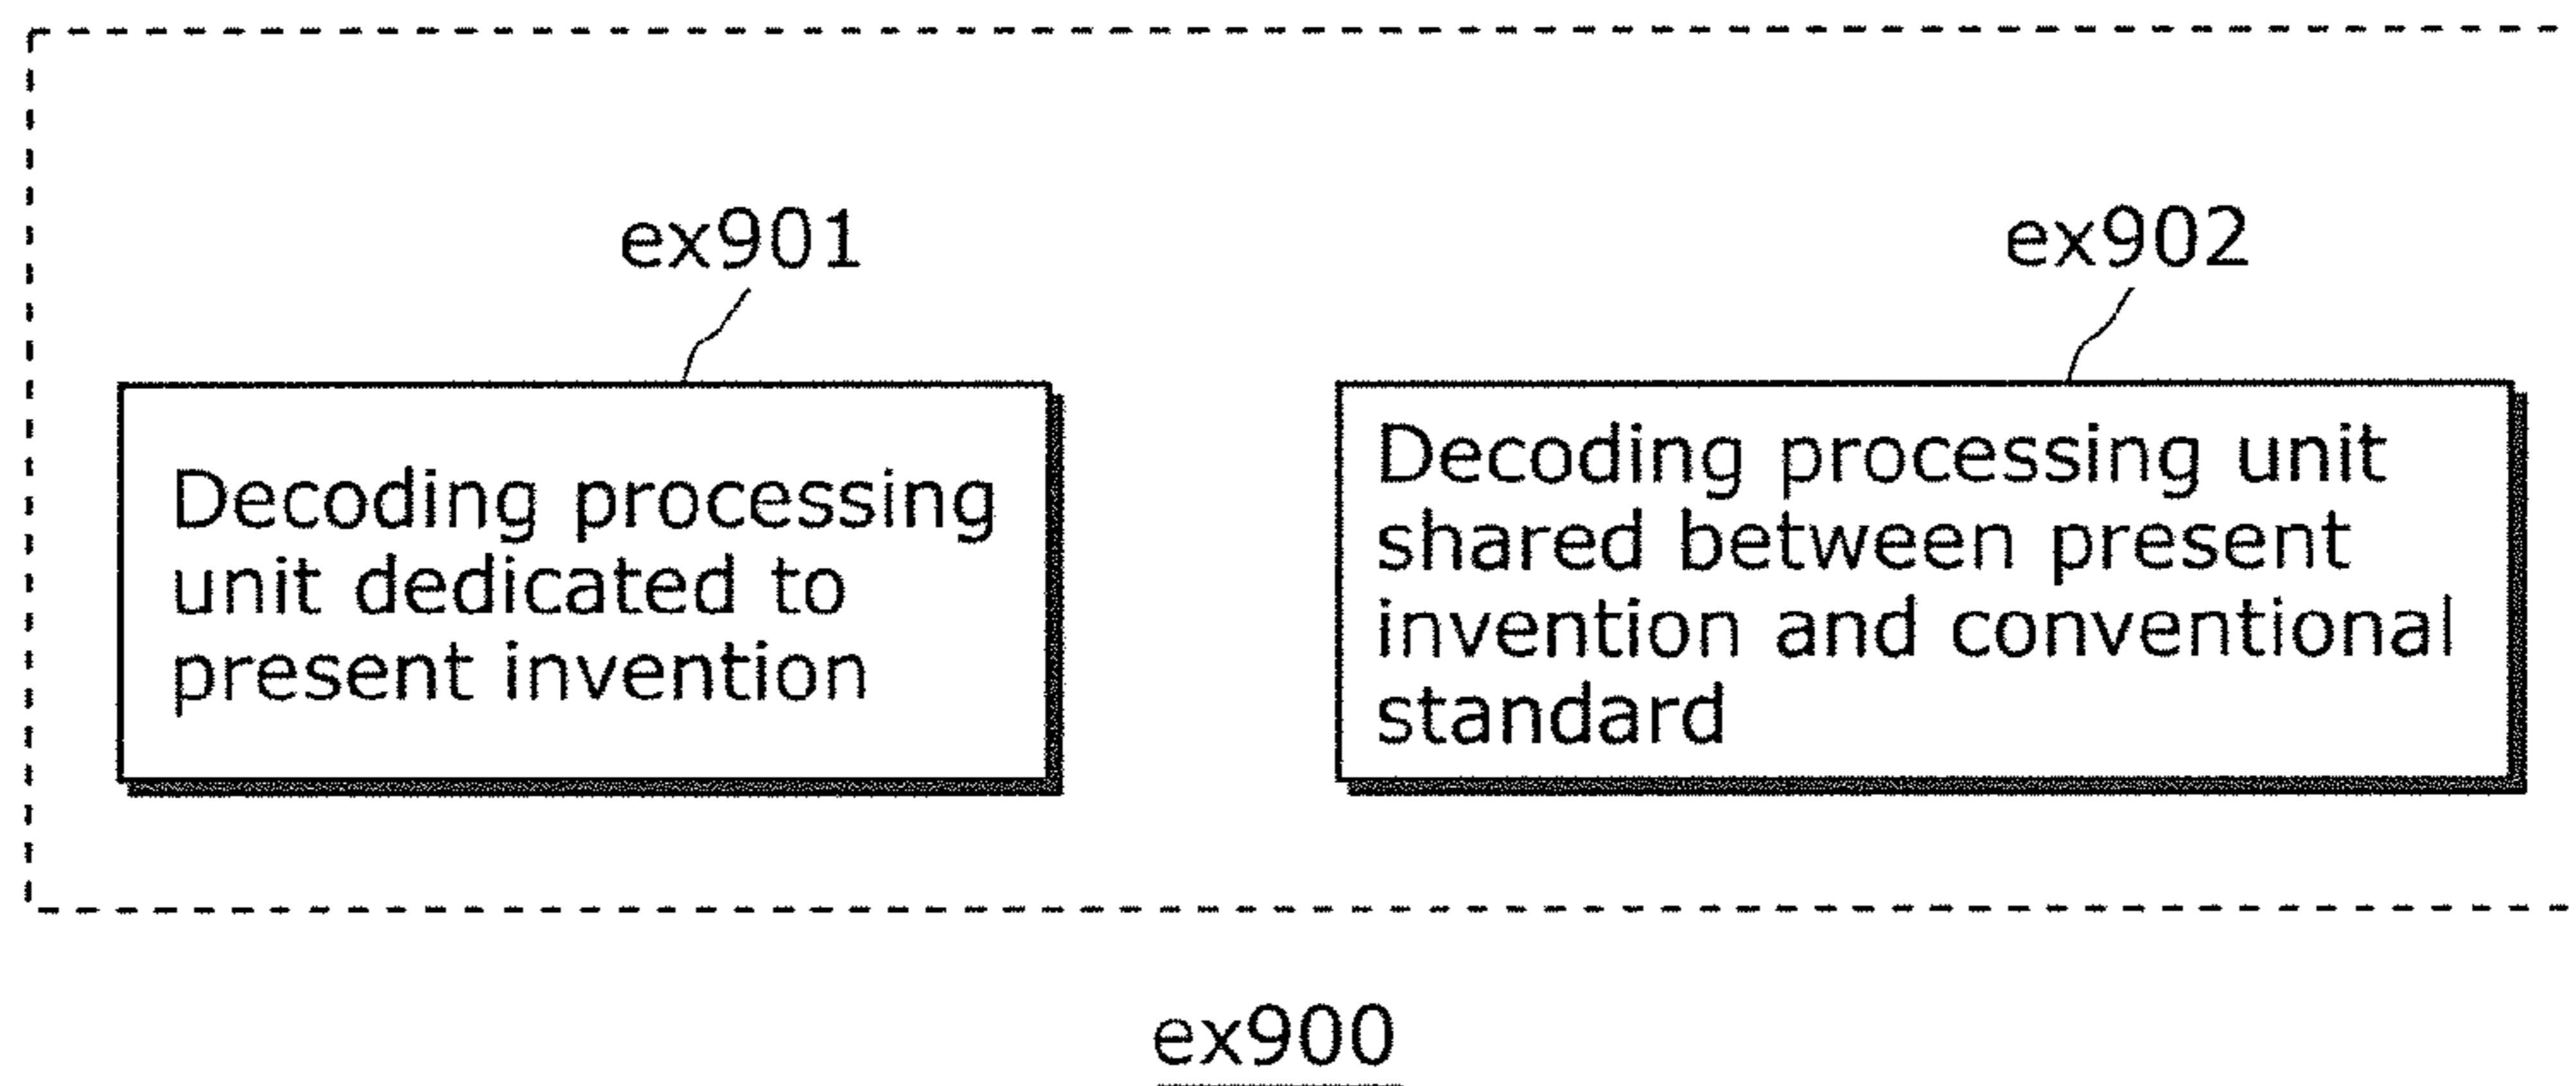 ex901
Decoding processing
unit dedicated to
present invention
ex902
Decoding processing unit
shared between present
invention and conventional
standard
ex900